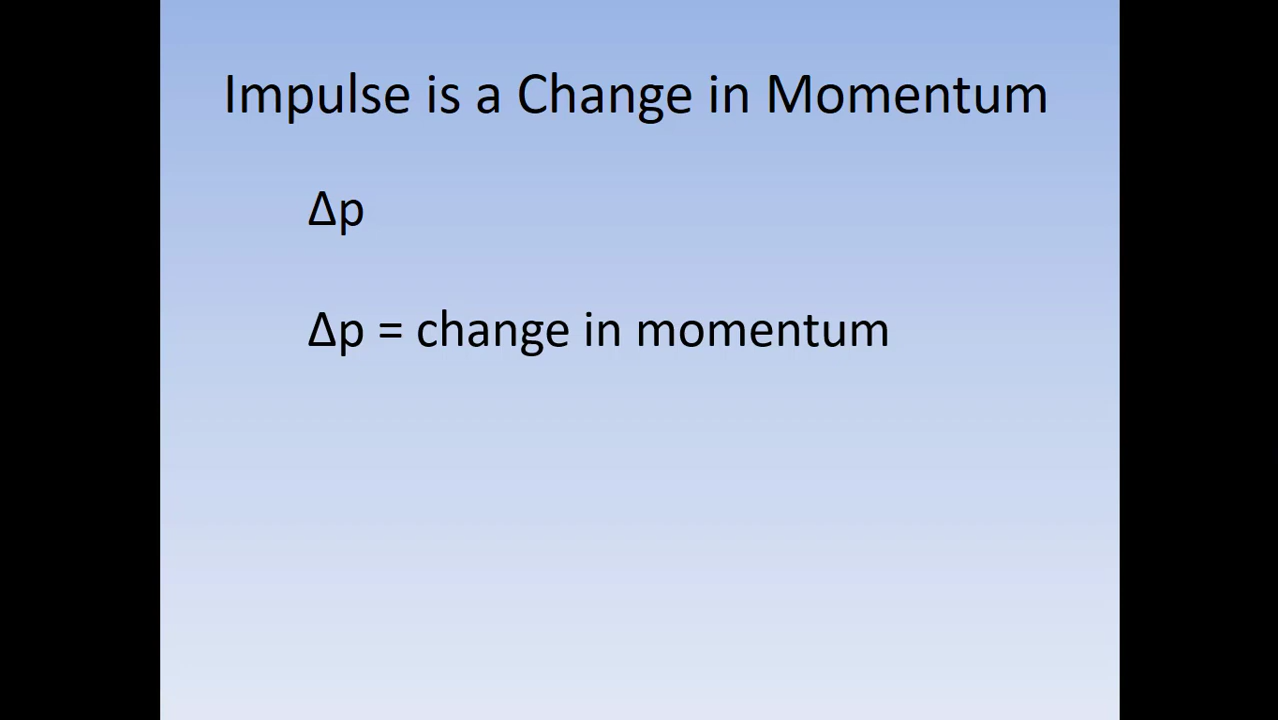 Impulse is a Change in Momentum
Δp
Δp = change in momentum